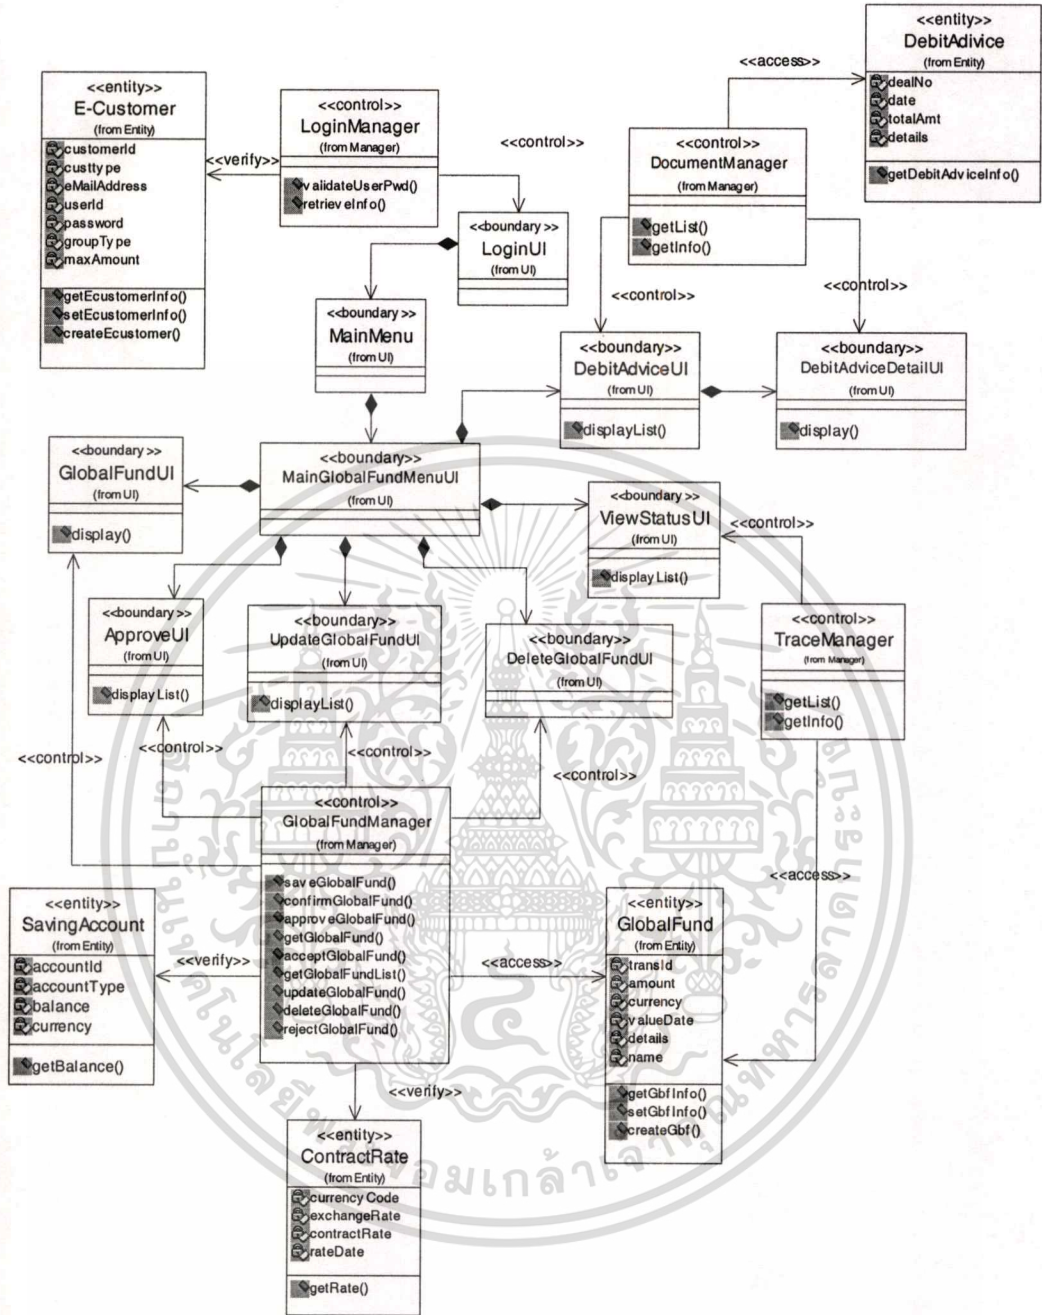 <<entity>>
DebitAdivice
(from Entity)
dealNo
date
totalAmt
details
getDebitAdviceInfo()
<<access>>
<<entity>>
E-Customer
(from Entity)
customerId
custtype
eMailAddress
userId
password
groupType
maxAmount
getEcustomerInfo()
setEcustomerInfo()
createEcustomer()
<<verify>>
<<control>>
LoginManager
(from Manager)
validateUserPwd()
retrieveInfo()
<<control>>
<<control>>
DocumentManager
(from Manager)
getList()
getInfo()
<<boundary>>
LoginUI
(from UI)
<<control>>
<<control>>
<<boundary>>
MainMenu
(from UI)
<<boundary>>
DebitAdviceUI
(from UI)
displayList()
<<boundary>>
DebitAdviceDetailUI
(from UI)
display()
<<boundary>>
GlobalFundUI
(from UI)
display()
<<boundary>>
MainGlobalFundMenuUI
(from UI)
<<boundary>>
ViewStatusUI
(from UI)
displayList()
<<control>>
<<boundary>>
ApproveUI
(from UI)
displayList()
<<boundary>>
UpdateGlobalFundUI
(from UI)
displayList()
<<boundary>>
DeleteGlobalFundUI
(from UI)
<<control>>
TraceManager
(from Manager)
getList()
getInfo()
<<control>>
<<control>>
<<control>>
<<control>>
<<control>>
GlobalFundManager
(from Manager)
saveGlobalFund()
confirmGlobalFund()
approveGlobalFund()
getGlobalFund()
acceptGlobalFund()
getGlobalFundList()
updateGlobalFund()
deleteGlobalFund()
rejectGlobalFund()
<<access>>
<<entity>>
SavingAccount
(from Entity)
accountId
accountType
balance
currency
getBalance()
<<verify>>
<<access>>
<<entity>>
GlobalFund
(from Entity)
transId
amount
currency
valueDate
details
name
getGbfInfo()
setGbfInfo()
createGbf()
<<verify>>
<<entity>>
ContractRate
(from Entity)
currencyCode
exchangeRate
contractRate
rateDate
getRate()